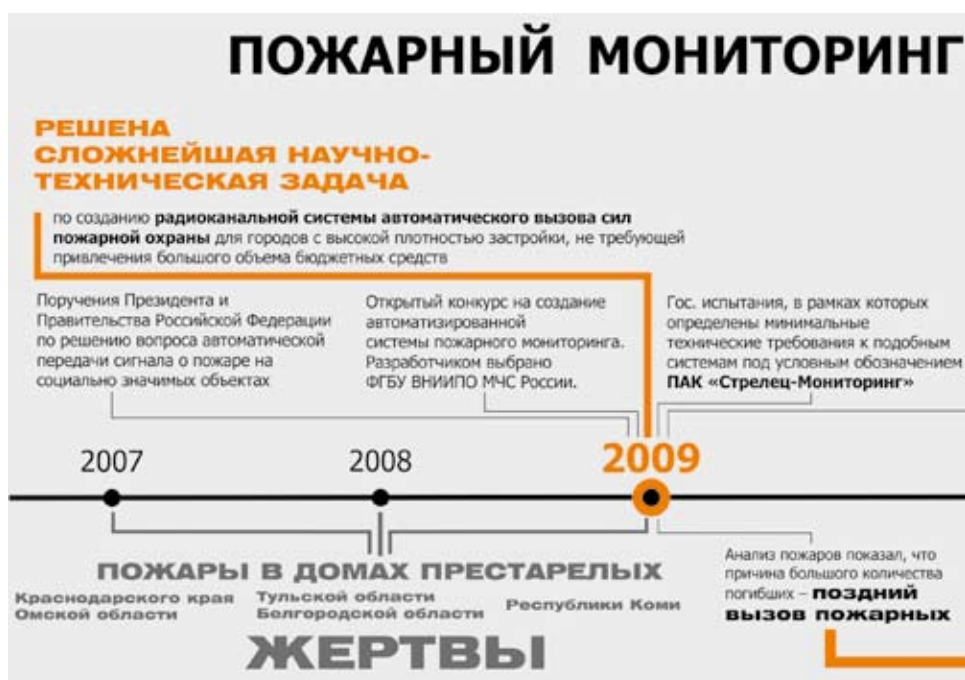 ПОЖАРНЫЙ МОНИТОРИНГ
РЕШЕНА
СЛОЖНЕЙШАЯ НАУЧНО-
ТЕХНИЧЕСКАЯ ЗАДАЧА
по созданию радиоканальной системы автоматического вызова сил
пожарной охраны для городов с высокой плотностью застройки, не требующей
привлечения большого объема бюджетных средств
Поручения Президента и
Правительства Российской Федерации
по решению вопроса автоматической
передачи сигнала о пожаре на
социально значимых объектах
Открытый конкурс на создание
автоматизированной
системы пожарного мониторинга.
Разработчиком выбрано
ФГБУ ВНИИПО МЧС России.
Гос. испытания, в рамках которых
определены минимальные
технические требования к подобным
системам под условным обозначением
ПАК «Стрелец-Мониторинг»
2007
2008
2009
ПОЖАРЫ В ДОМАХ ПРЕСТАРЕЛЫХ
Краснодарского края
Омской области
Тульской области
Белгородской области
Республики Коми
ЖЕРТВЫ
Анализ пожаров показал, что
причина большого количества
погибших – поздний
вызов пожарных